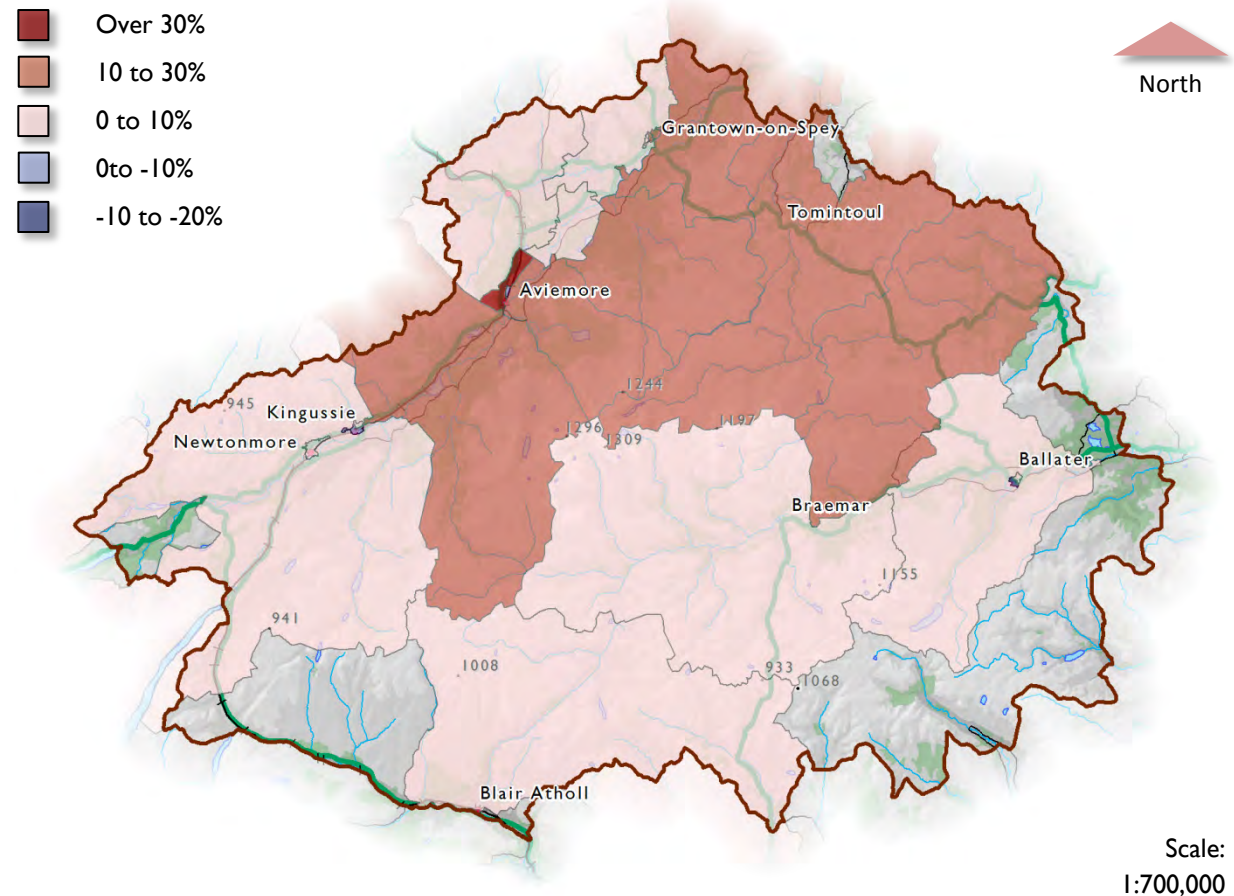 Over 30%
10 to 30%
0 to 10%
0to -10%
-10 to -20%
North
Grantown-on-Spey
Tomintoul
Aviemore
1244
945
Kingussie
1197
1296
1309
Newtonmore
Ballater
Braemar
1155
941
1008
933
1068
Blair Atholl
Scale:
1:700,000